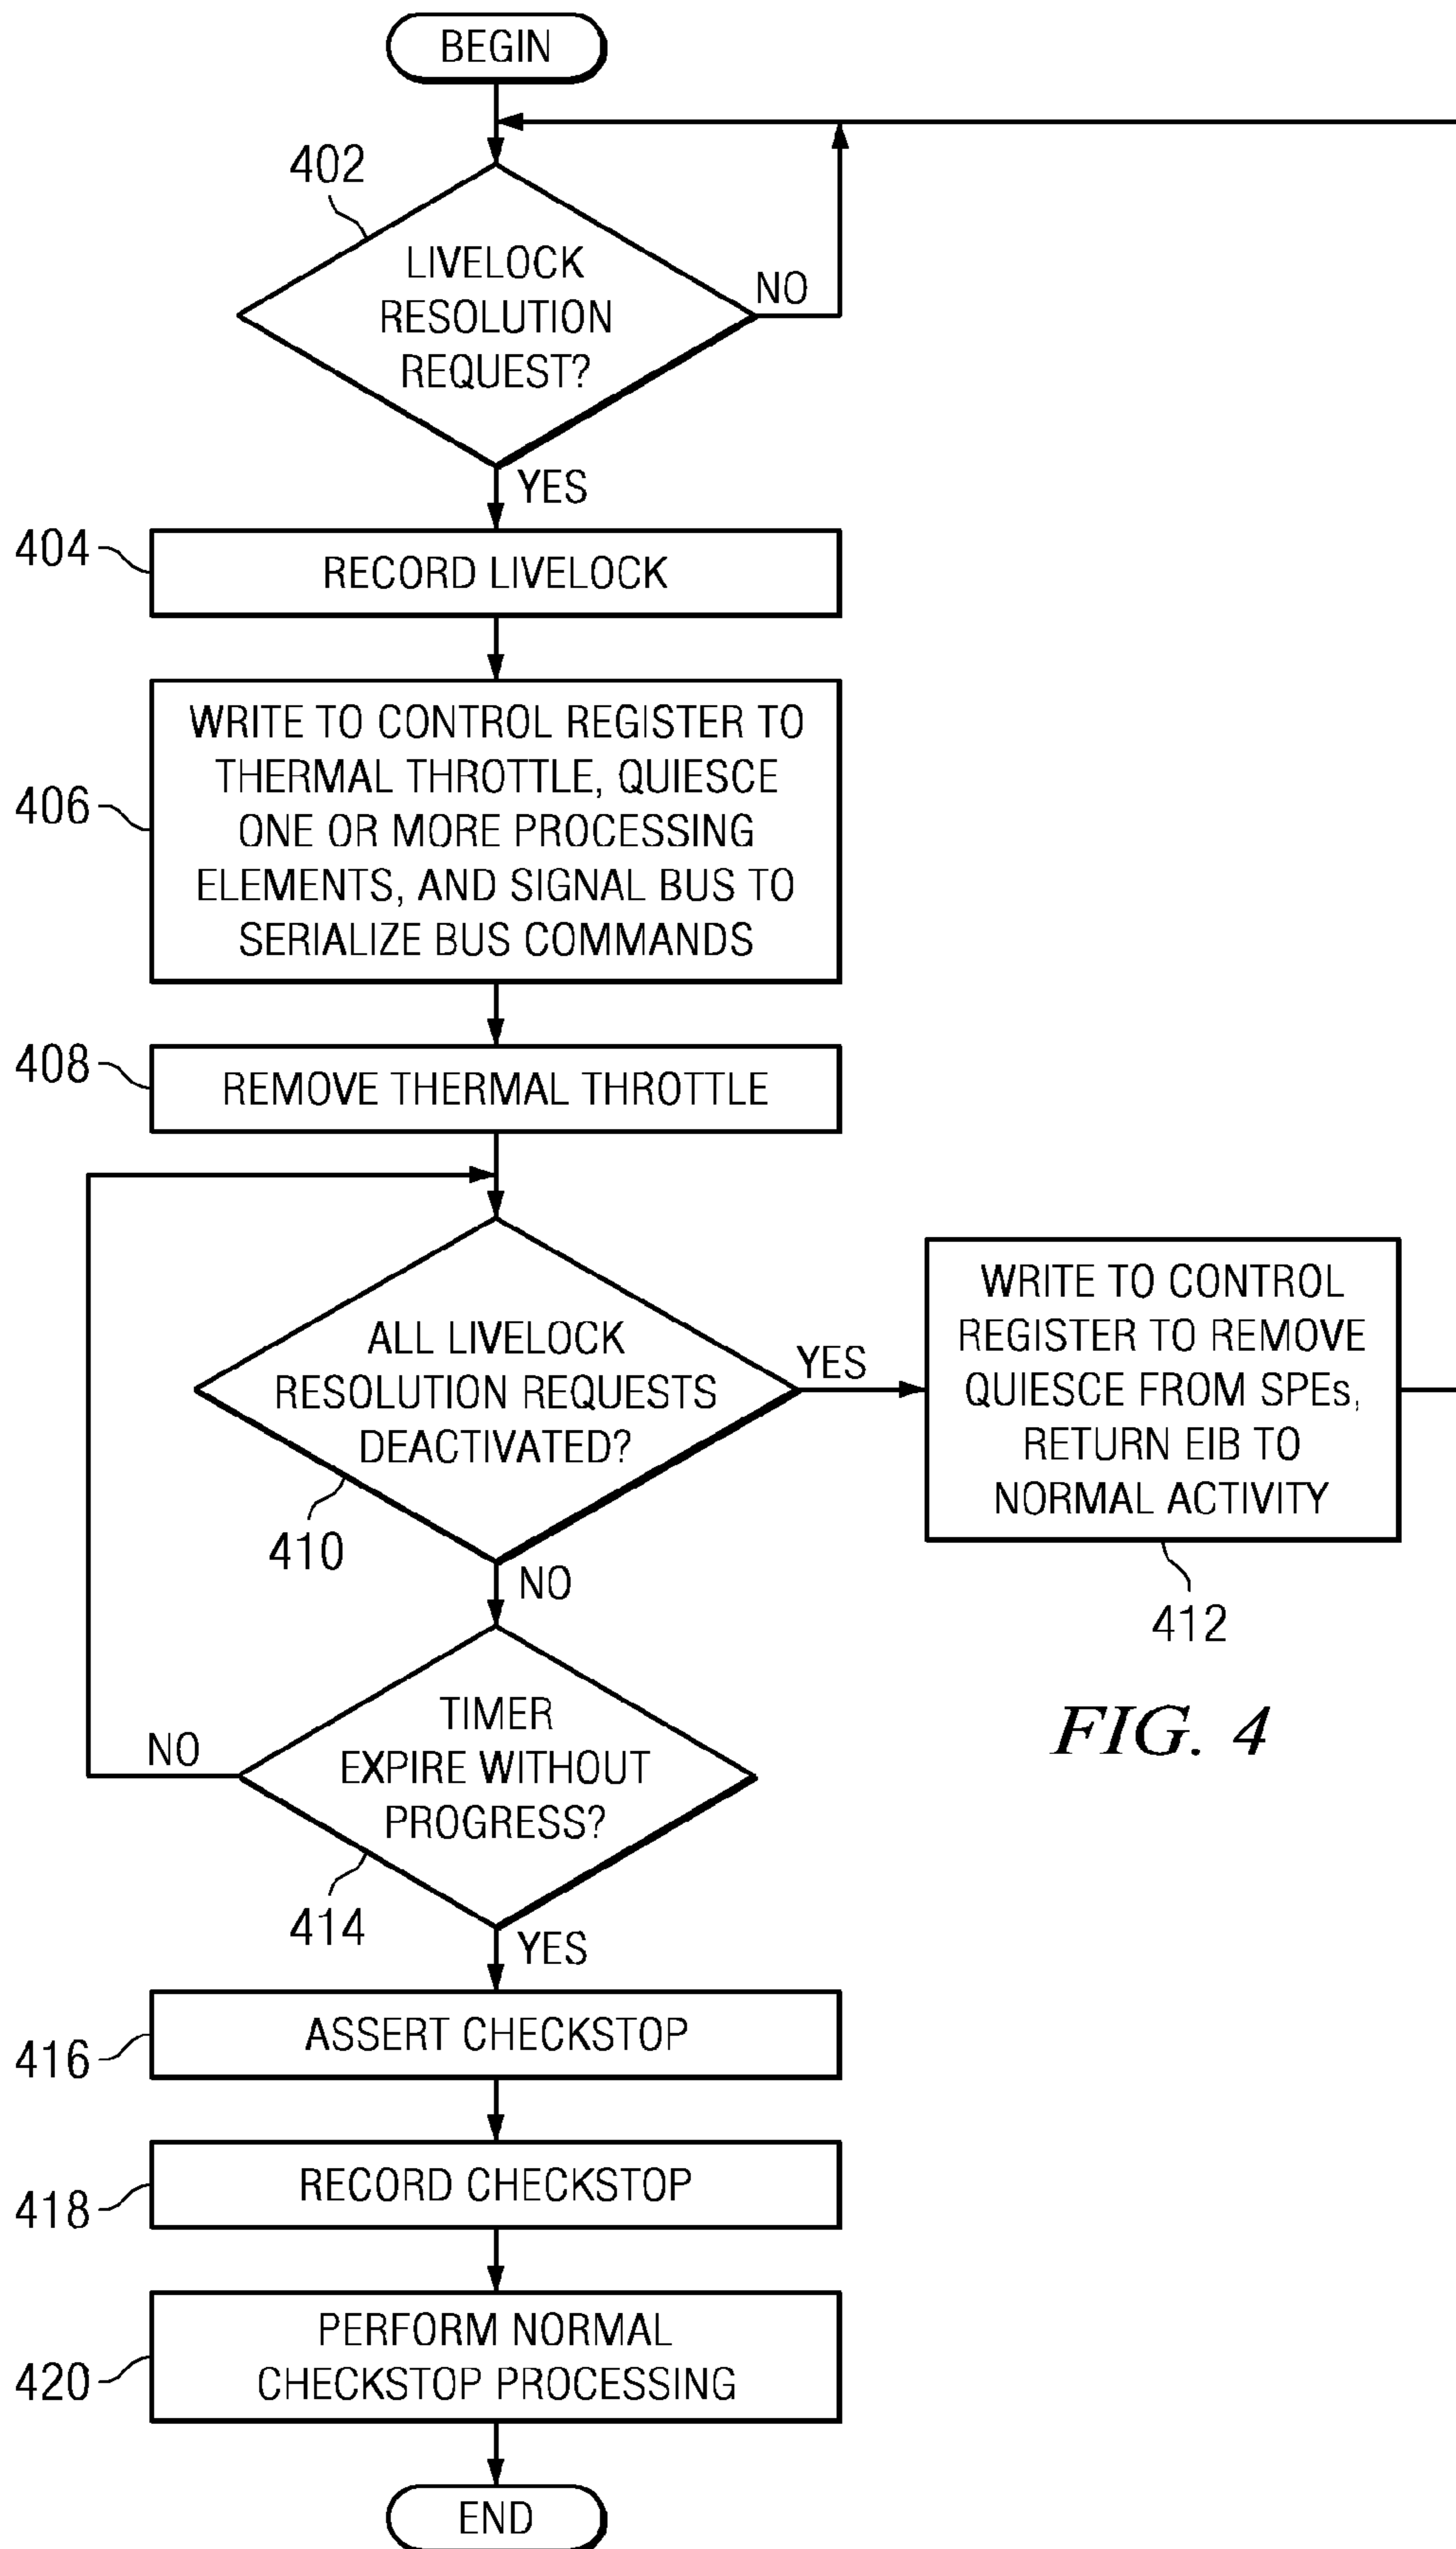 BEGIN
402
LIVELOCK
RESOLUTION
REQUEST?
NO
YES
404
RECORD LIVELOCK
406
WRITE TO CONTROL REGISTER TO
THERMAL THROTTLE, QUIESCE
ONE OR MORE PROCESSING
ELEMENTS, AND SIGNAL BUS TO
SERIALIZE BUS COMMANDS
408
REMOVE THERMAL THROTTLE
ALL LIVELOCK
RESOLUTION REQUESTS
DEACTIVATED?
410
YES
WRITE TO CONTROL
REGISTER TO REMOVE
QUIESCE FROM SPEs,
RETURN EIB TO
NORMAL ACTIVITY
412
NO
TIMER
EXPIRE WITHOUT
PROGRESS?
414
NO
YES
FIG. 4
416
ASSERT CHECKSTOP
418
RECORD CHECKSTOP
420
PERFORM NORMAL
CHECKSTOP PROCESSING
END